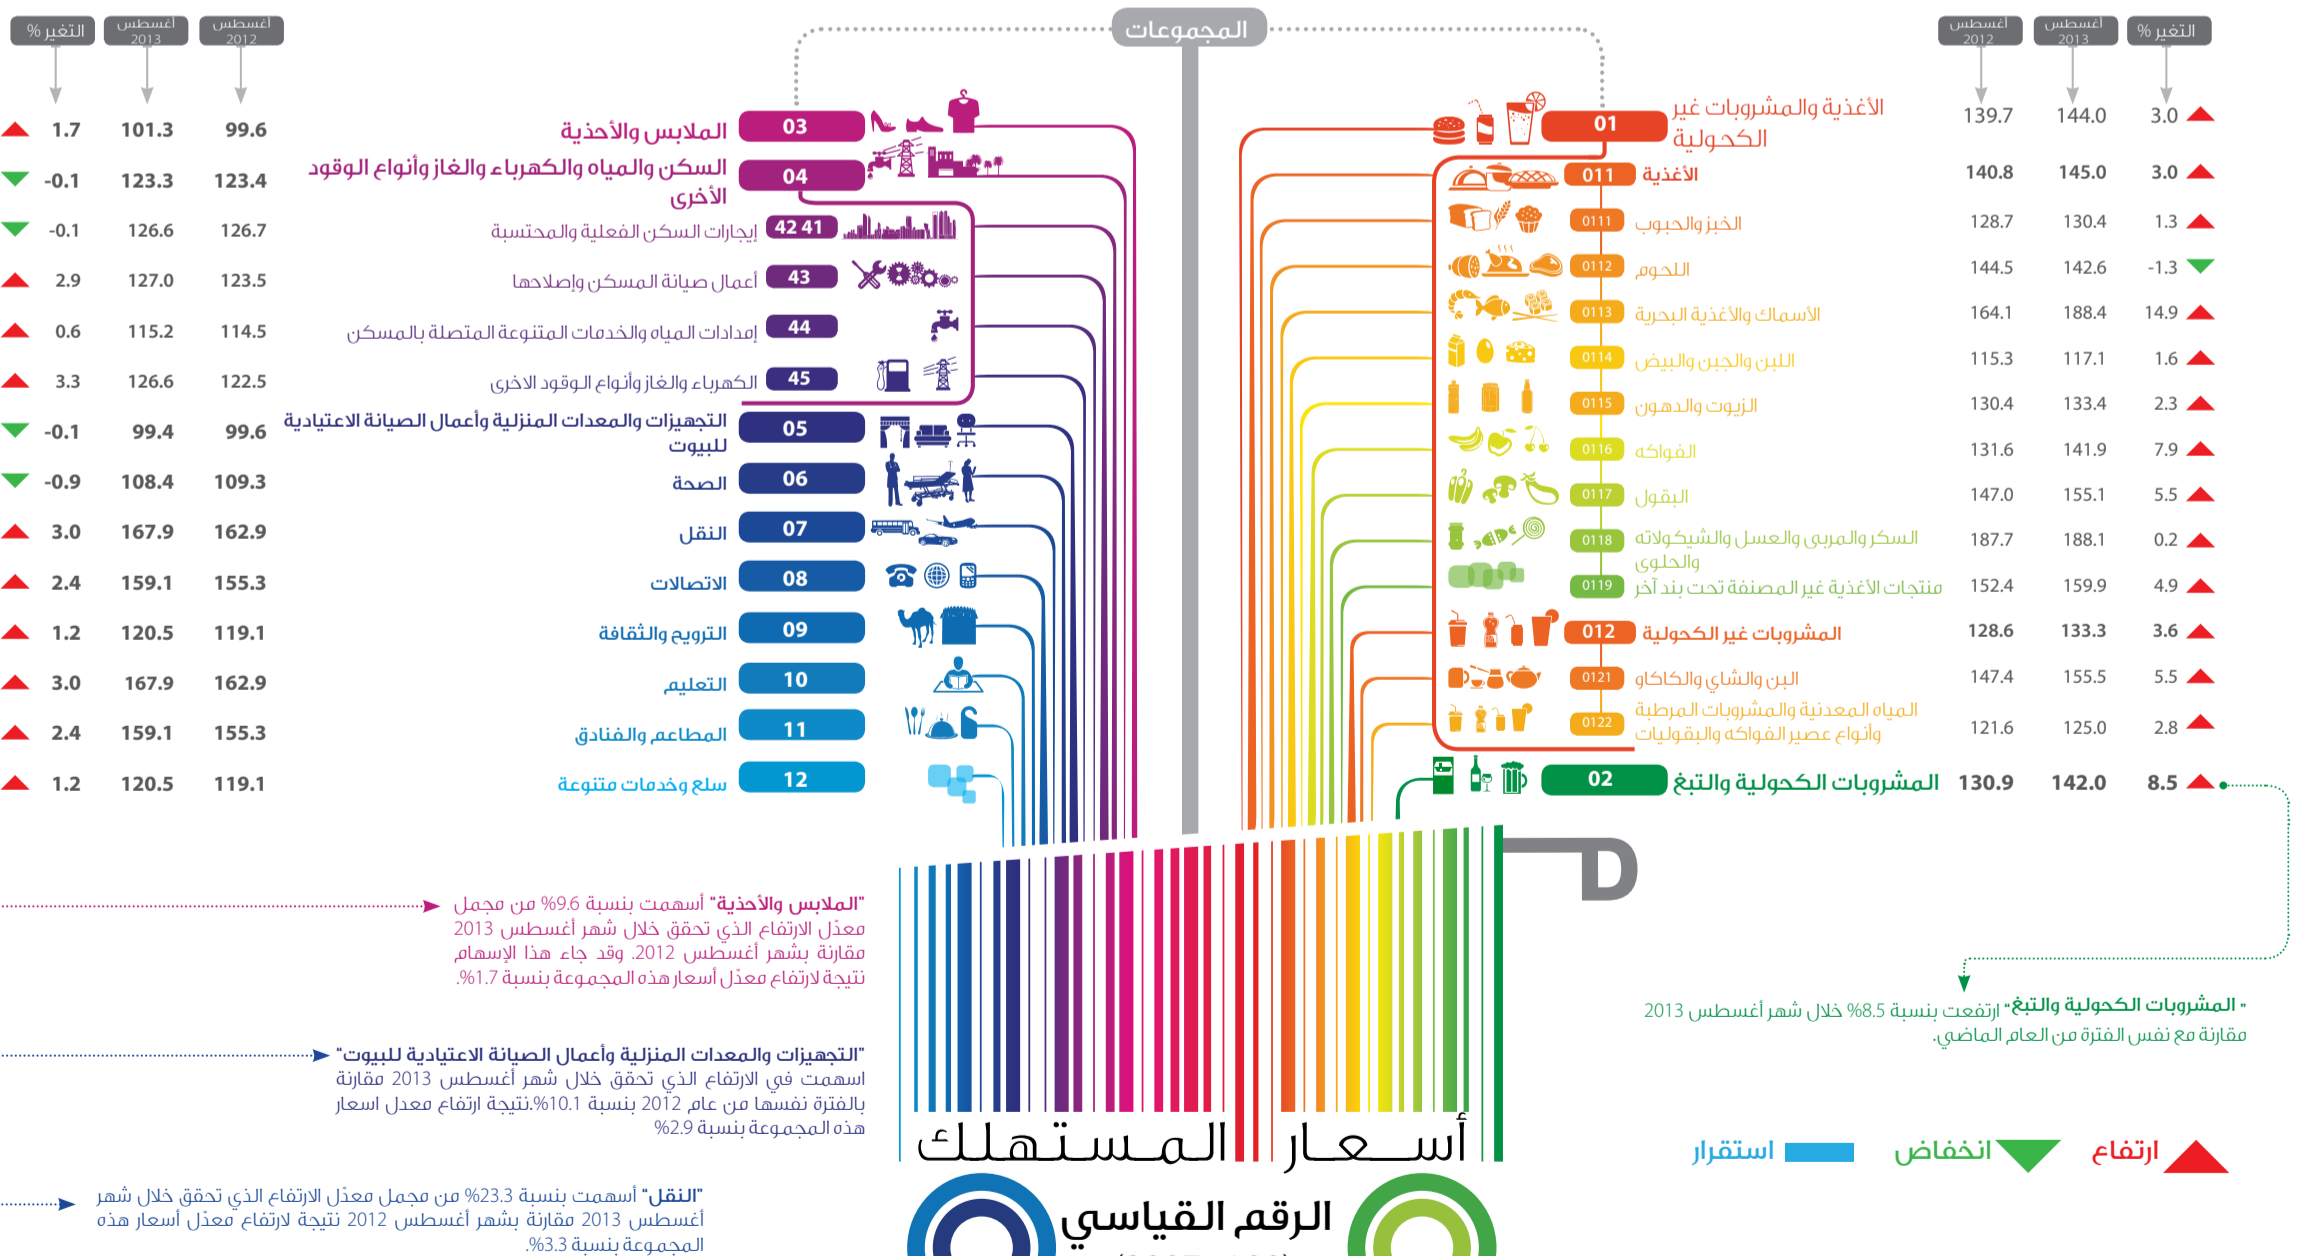 المجموعات
أغسطس 2012
أغسطس 2013
التغير %
01 الأغذية والمشروبات غير الكحولية 139.7 144.0 3.0
011 الأغذية 140.8 145.0 3.0
0111 الخبز والحبوب 128.7 130.4 1.3
0112 اللحوم 144.5 142.6 -1.3
0113 الأسماك والأغذية البحرية 164.1 188.4 14.9
0114 اللبن والجبن والبيض 115.3 117.1 1.6
0115 الزيوت والدهون 130.4 133.4 2.3
0116 الفواكه 131.6 141.9 7.9
0117 البقول 147.0 155.1 5.5
0118 السكر والمربى والعسل والشيكولاته والحلوى 187.7 188.1 0.2
0119 منتجات الأغذية غير المصنفة تحت بند آخر 152.4 159.9 4.9
012 المشروبات غير الكحولية 128.6 133.3 3.6
0121 البن والشاي والكاكاو 147.4 155.5 5.5
0122 المياه المعدنية والمشروبات المرطبة وأنواع عصير الفواكه والبقوليات 121.6 125.0 2.8
02 المشروبات الكحولية والتبغ 130.9 142.0 8.5
أغسطس 2012
أغسطس 2013
التغير %
03 الملابس والأحذية 99.6 101.3 1.7
04 السكن والمياه والكهرباء والغاز وأنواع الوقود الأخرى 123.4 123.3 -0.1
42 41 إيجارات السكن الفعلية والمحتسبة 126.7 126.6 -0.1
43 أعمال صيانة المسكن وإصلاحها 123.5 127.0 2.9
44 إمدادات المياه والخدمات المتنوعة المتصلة بالمسكن 114.5 115.2 0.6
45 الكهرباء والغاز وأنواع الوقود الاخرى 122.5 126.6 3.3
05 التجهيزات والمعدات المنزلية وأعمال الصيانة الاعتيادية للبيوت 99.6 99.4 -0.1
06 الصحة 109.3 108.4 -0.9
07 النقل 162.9 167.9 3.0
08 الاتصالات 155.3 159.1 2.4
09 الترويح والثقافة 119.1 120.5 1.2
10 التعليم 162.9 167.9 3.0
11 المطاعم والفنادق 155.3 159.1 2.4
12 سلع وخدمات متنوعة 119.1 120.5 1.2
" المشروبات الكحولية والتبغ" ارتفعت بنسبة 8.5% خلال شهر أغسطس 2013
مقارنة مع نفس الفترة من العام الماضي.
ارتفاع
انخفاض
استقرار
"الملابس والأحذية" أسهمت بنسبة 9.6% من مجمل
معدّل الارتفاع الذي تحقق خلال شهر أغسطس 2013
مقارنة بشهر أغسطس 2012. وقد جاء هذا الإسهام
نتيجة لارتفاع معدّل أسعار هذه المجموعة بنسبة 1.7%.
"التجهيزات والمعدات المنزلية وأعمال الصيانة الاعتيادية للبيوت"
اسهمت في الارتفاع الذي تحقق خلال شهر أغسطس 2013 مقارنة
بالفترة نفسها من عام 2012 بنسبة 10.1%.نتيجة ارتفاع معدل اسعار
هذه المجموعة بنسبة 2.9%
"النقل" أسهمت بنسبة 23.3% من مجمل معدّل الارتفاع الذي تحقق خلال شهر
أغسطس 2013 مقارنة بشهر أغسطس 2012 نتيجة لارتفاع معدّل أسعار هذه
المجموعة بنسبة 3.3%.
أسعار المستهلك
الرقم القياسي